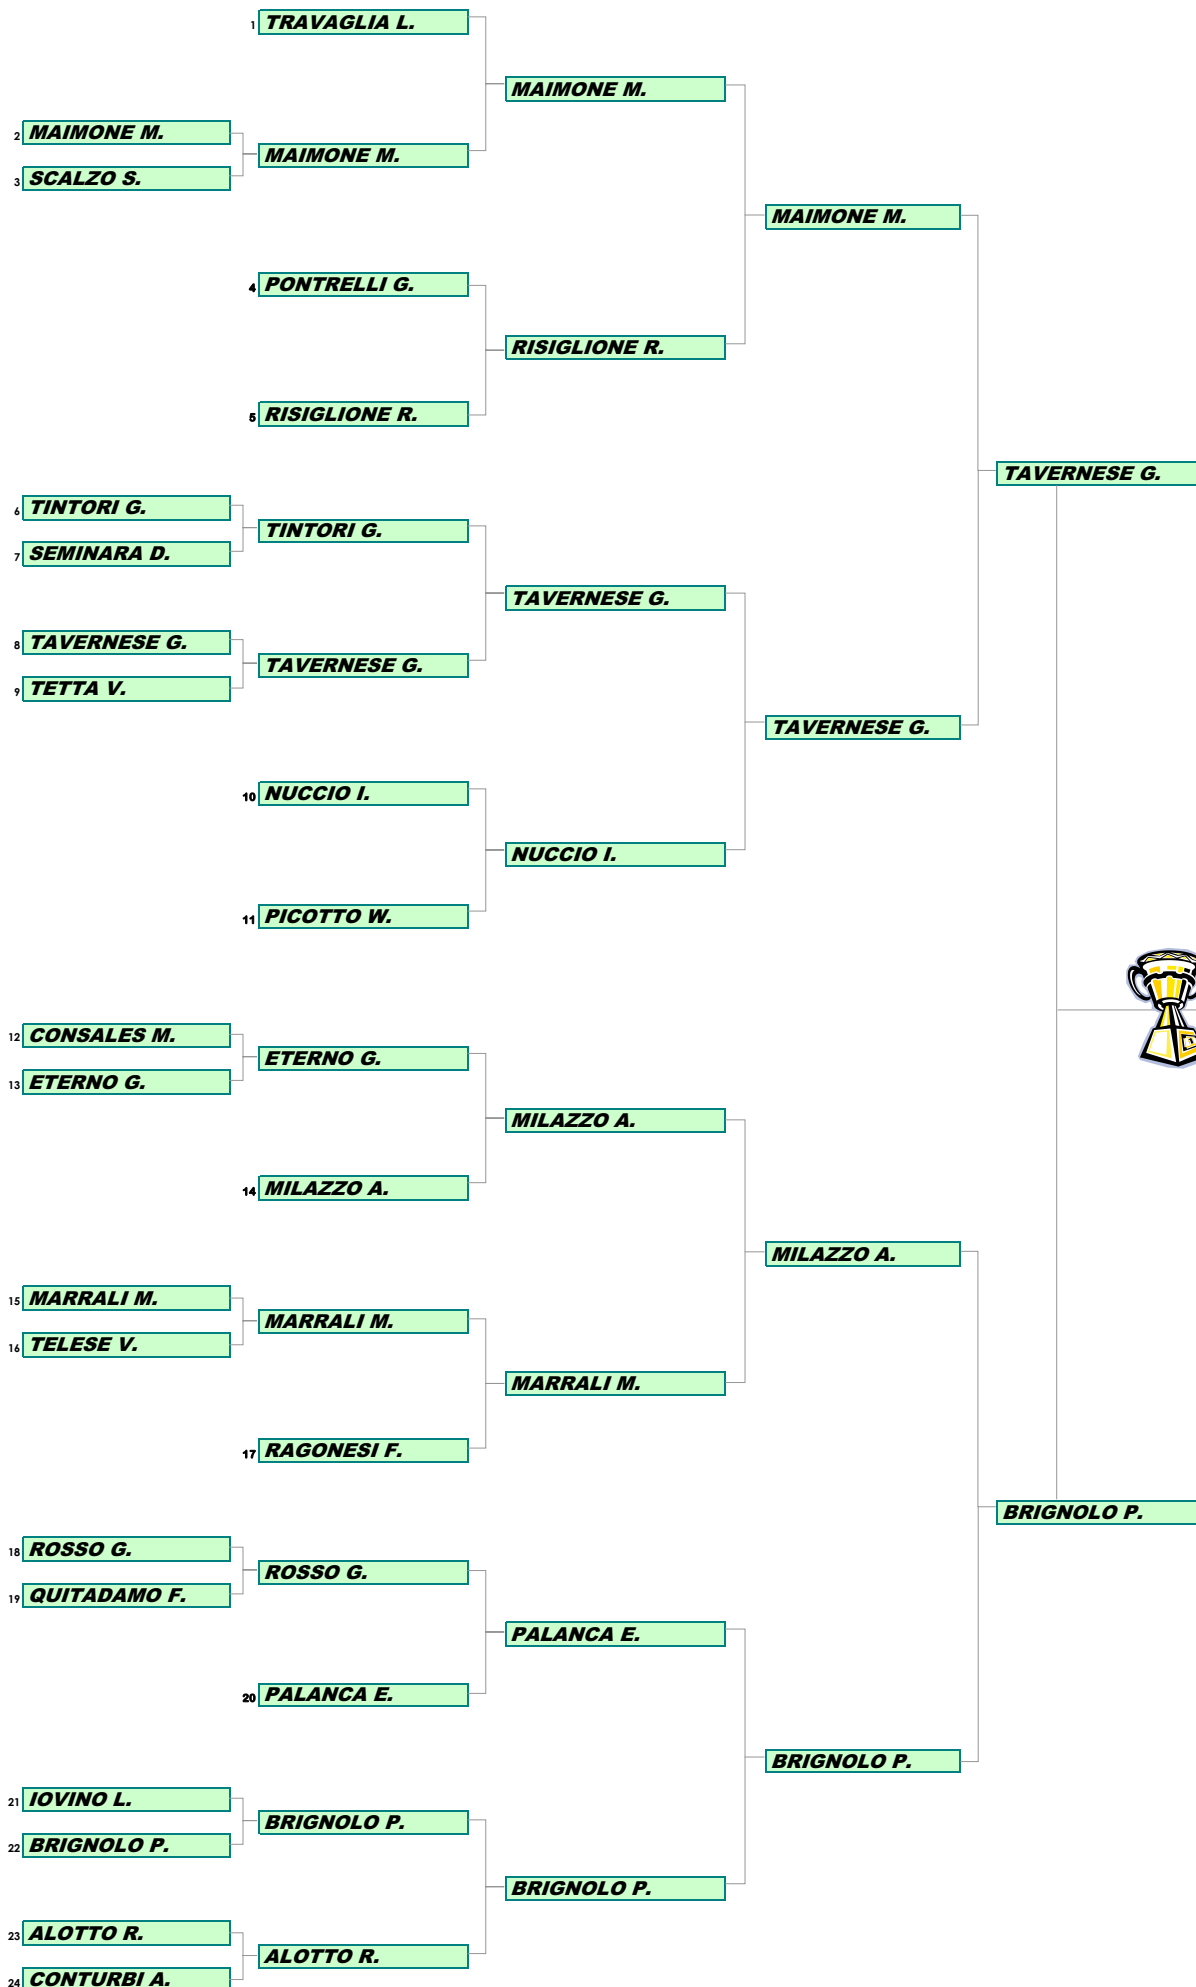 1 TRAVAGLIA L.
MAIMONE M.
2 MAIMONE M.
MAIMONE M.
3 SCALZO S.
MAIMONE M.
4 PONTRELLI G.
RISIGLIONE R.
5 RISIGLIONE R.
TAVERNESE G.
6 TINTORI G.
TINTORI G.
7 SEMINARA D.
TAVERNESE G.
8 TAVERNESE G.
TAVERNESE G.
9 TETTA V.
TAVERNESE G.
10 NUCCIO I.
NUCCIO I.
11 PICOTTO W.
12 CONSALES M.
ETERNO G.
13 ETERNO G.
MILAZZO A.
14 MILAZZO A.
MILAZZO A.
15 MARRALI M.
MARRALI M.
16 TELESE V.
MARRALI M.
17 RAGONESI F.
BRIGNOLO P.
18 ROSSO G.
ROSSO G.
19 QUITADAMO F.
PALANCA E.
20 PALANCA E.
BRIGNOLO P.
21 IOVINO L.
BRIGNOLO P.
22 BRIGNOLO P.
BRIGNOLO P.
23 ALOTTO R.
ALOTTO R.
24 CONTURBI A.